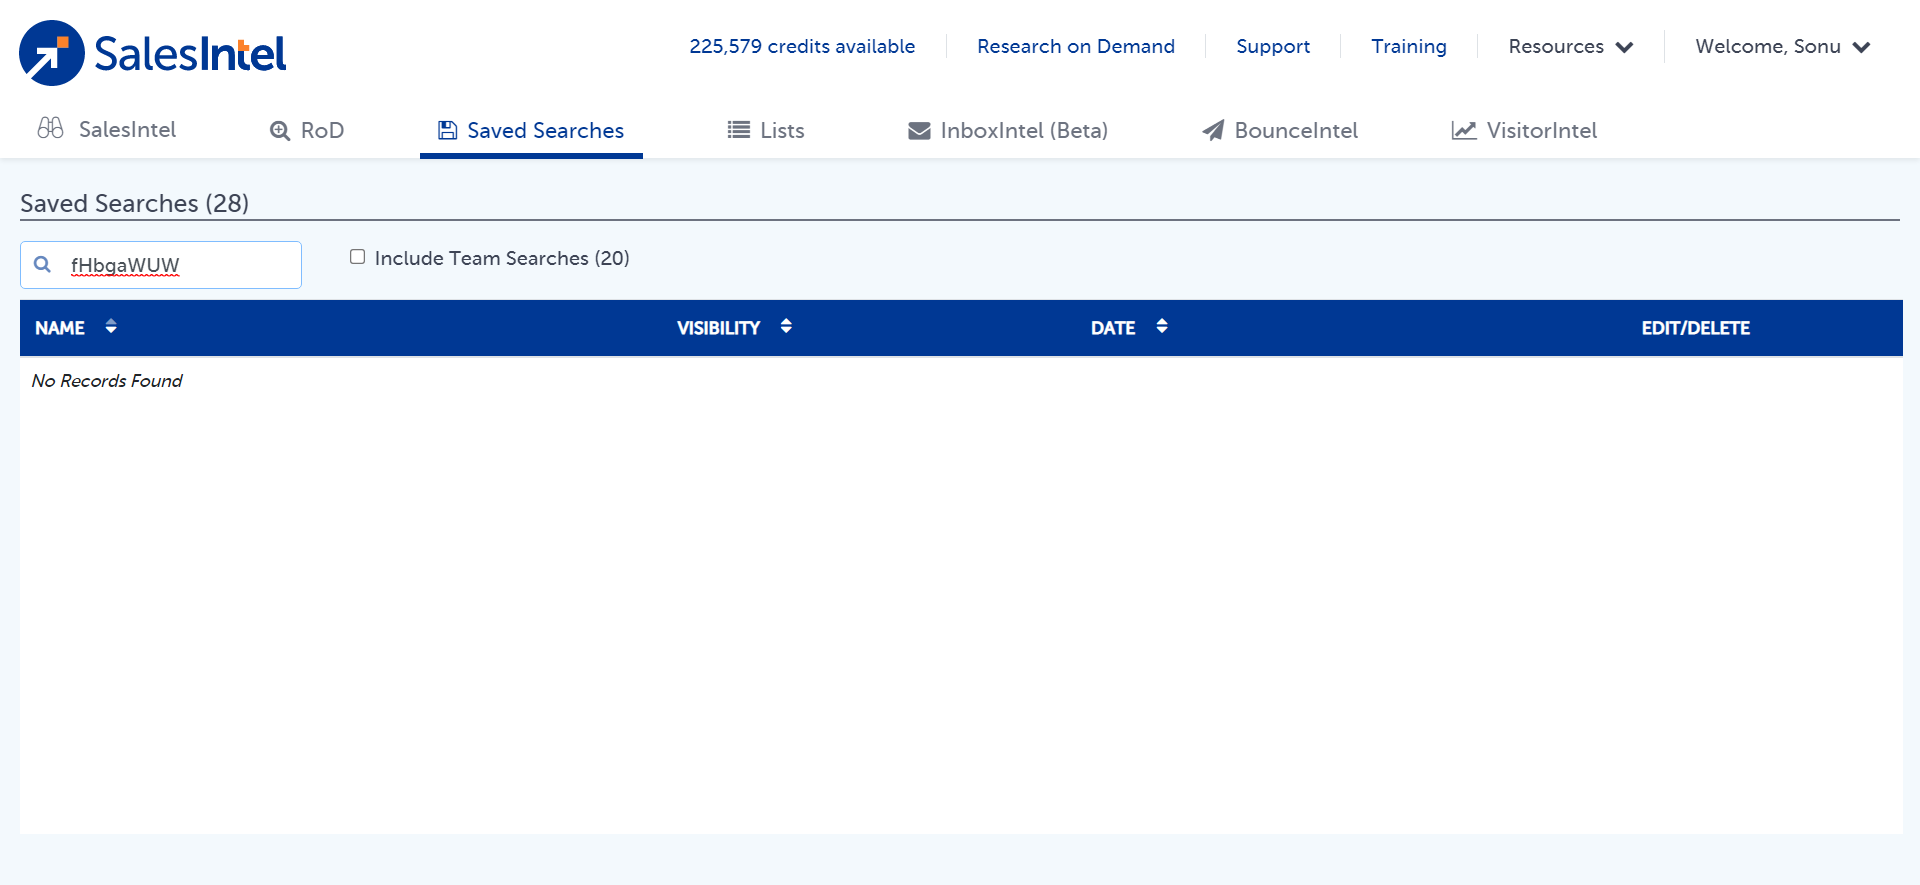 SalesIntel
225,579 credits available
Research on Demand
Support
Training
Resources
Welcome, Sonu
SalesIntel
RoD
Saved Searches
Lists
InboxIntel (Beta)
BounceIntel
VisitorIntel
Saved Searches (28)
fHbgaWUW
Include Team Searches (20)
NAME
VISIBILITY
DATE
EDIT/DELETE
No Records Found